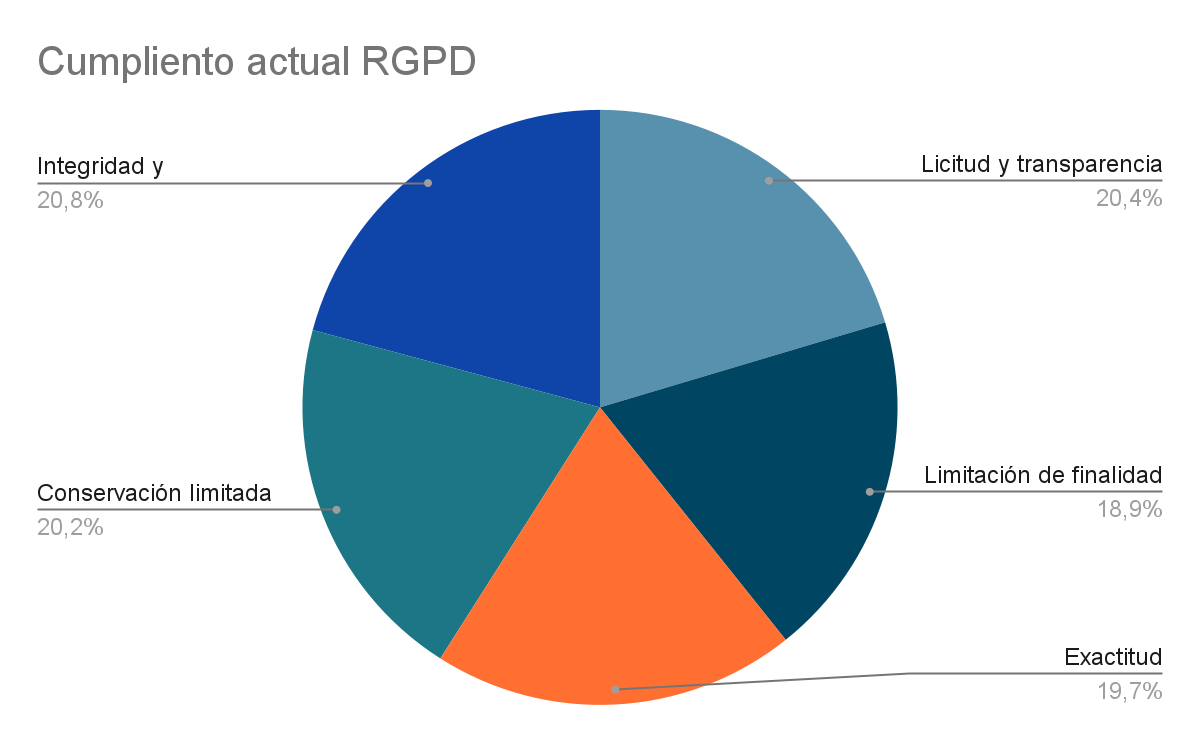 Cumpliento actual RGPD
Integridad y
20,8%
Licitud y transparencia
20,4%
Conservación limitada
20,2%
Limitación de finalidad
18,9%
Exactitud
19,7%